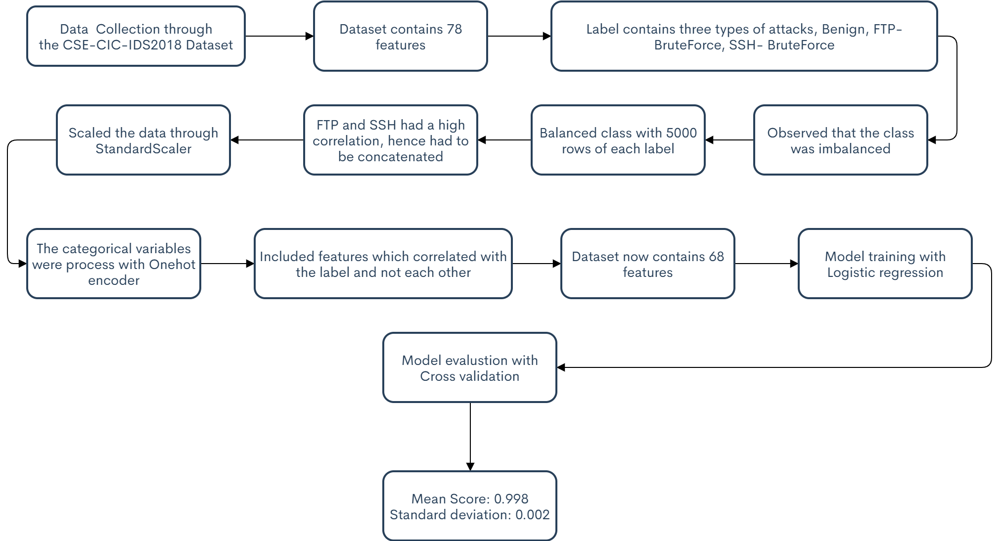 Data  Collection through
the CSE-CIC-IDS2018 Dataset
Dataset contains 78
features
Label contains three types of attacks, Benign, FTP-
BruteForce, SSH- BruteForce
Observed that the class
was imbalanced
Balanced class with 5000
rows of each label
FTP and SSH had a high
correlation, hence had to
be concatenated
Scaled the data through
StandardScaler
The categorical variables
were process with Onehot
encoder
Included features which correlated with
the label and not each other
Dataset now contains 68
features
Model training with
Logistic regression
Model evalustion with
Cross validation
Mean Score: 0.998
Standard deviation: 0.002